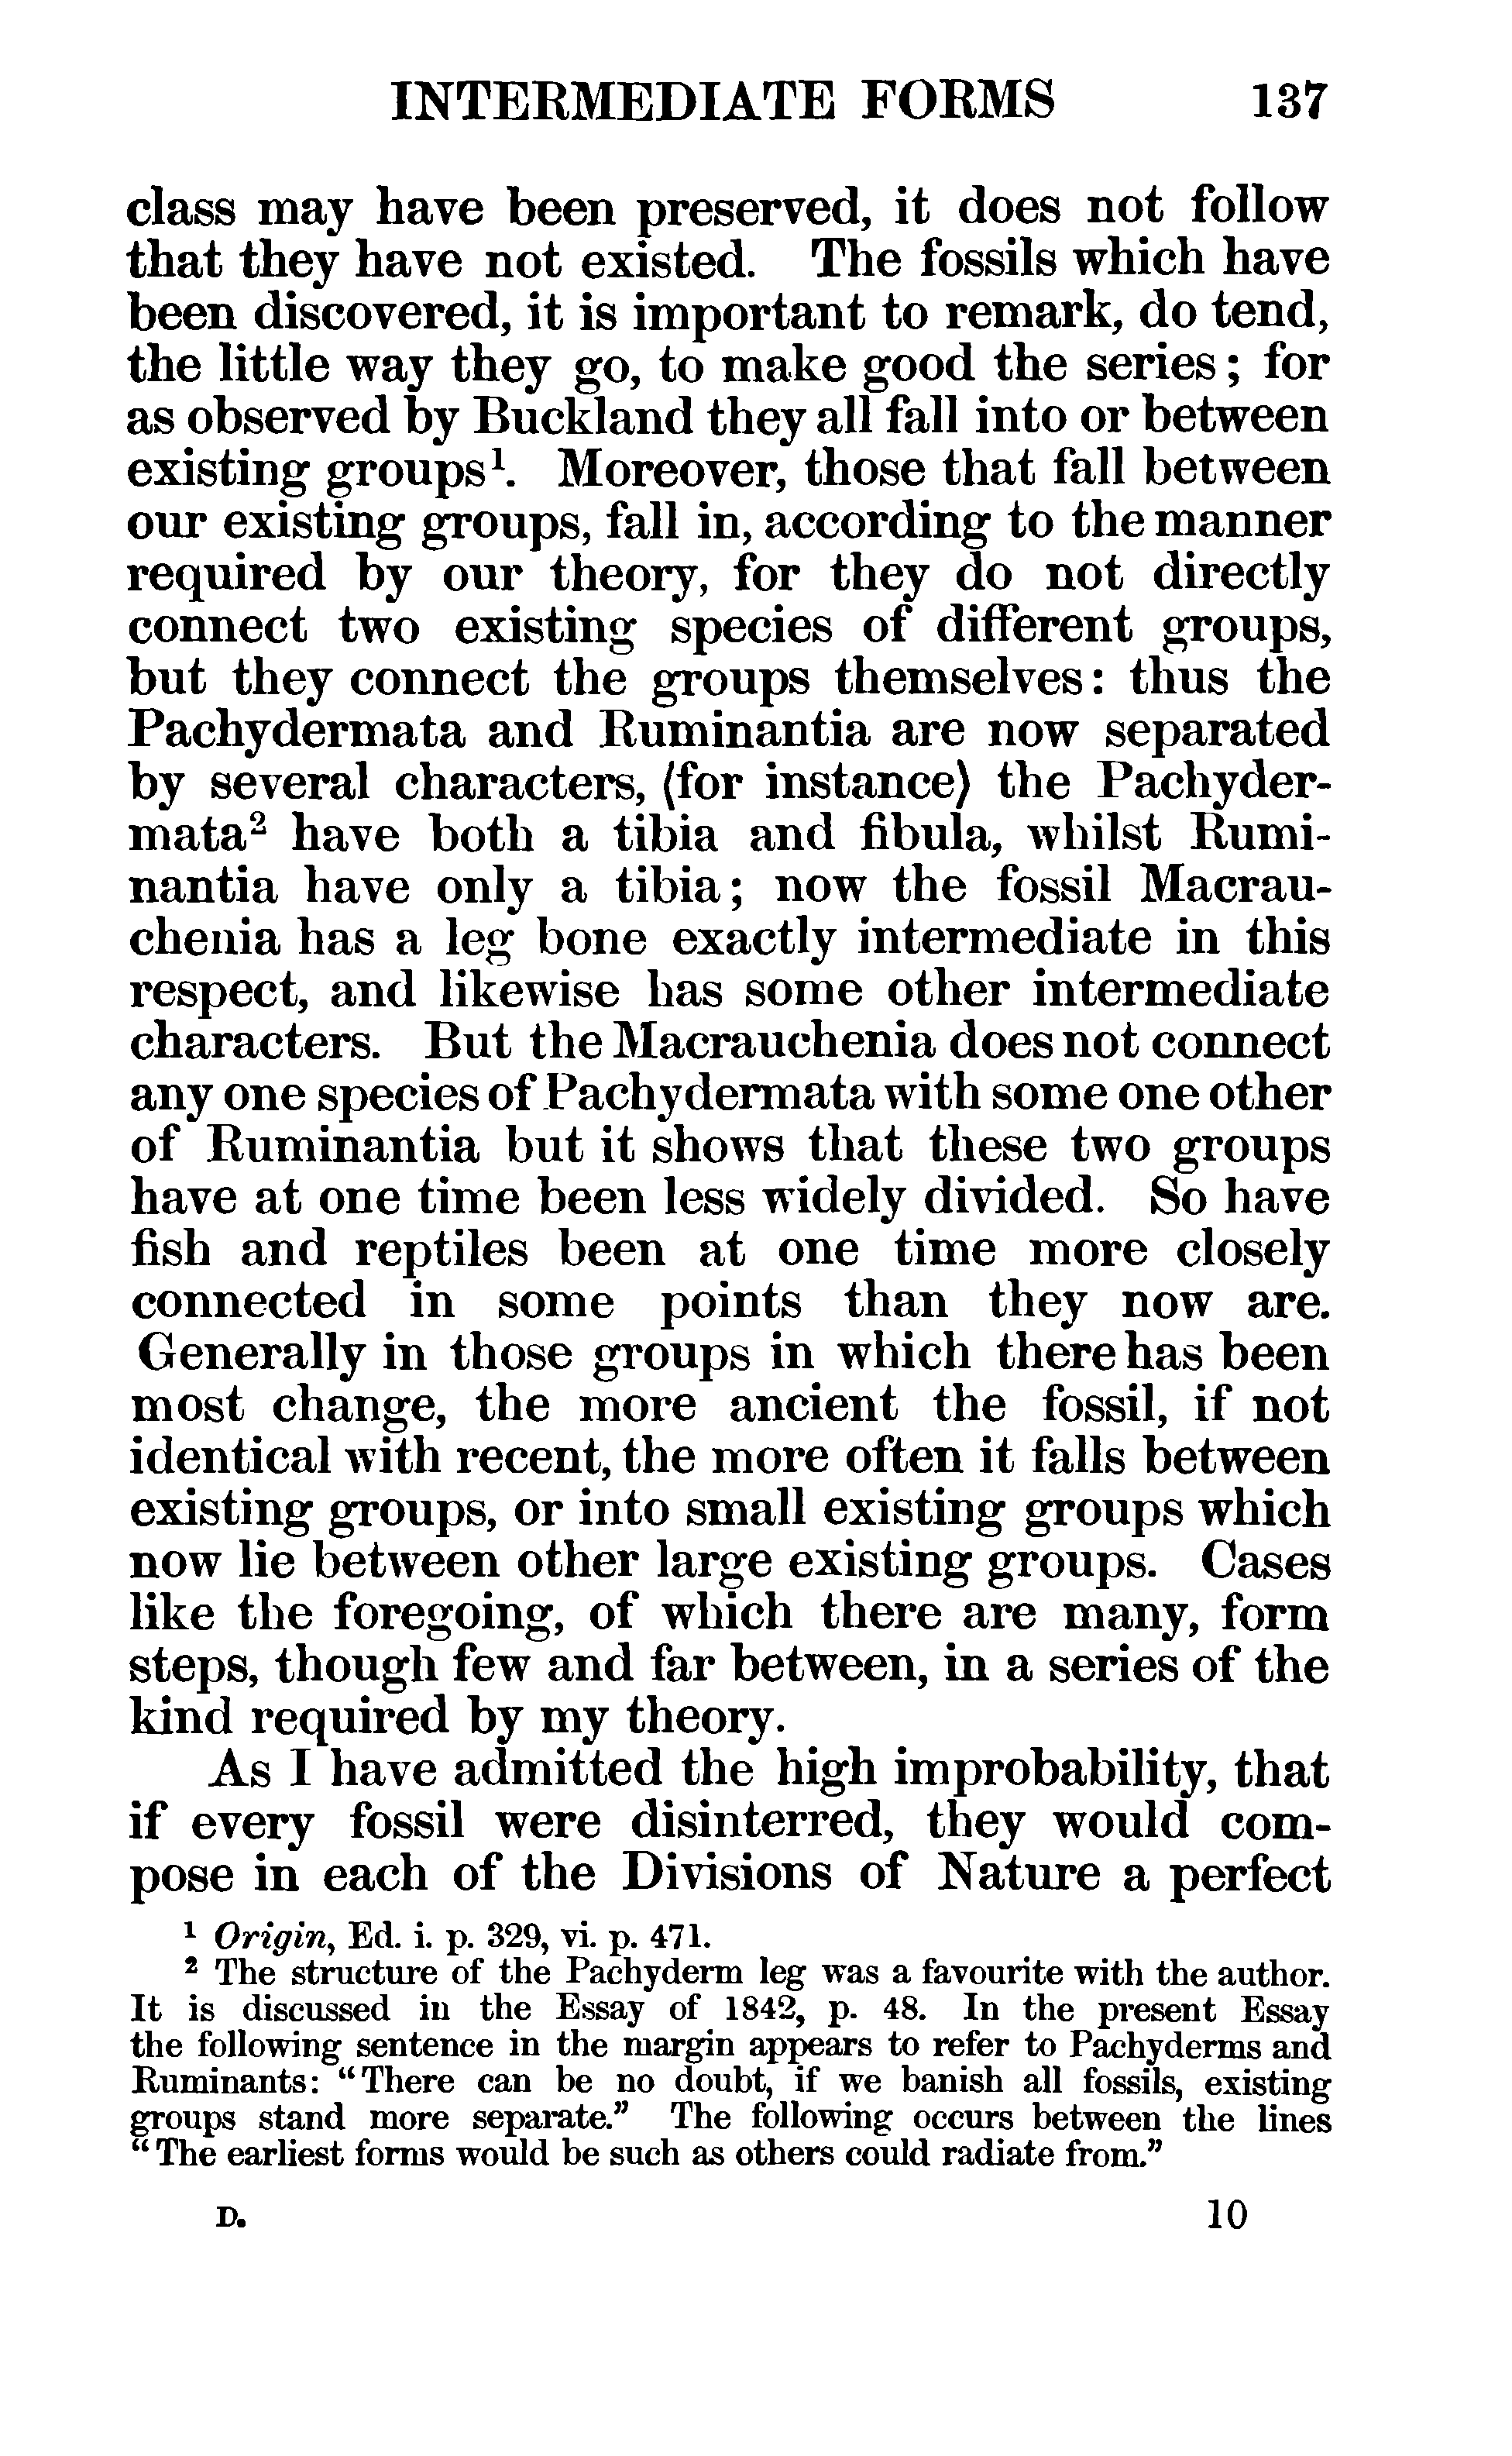 INTERMEDIATE FORMS 137
class may have been preserved, it does not follow
that they have not existed. The fossils which have
been discovered, it is important to remark, do tend,
the little way they go, to make good the series; for
as observed by Buckland they all fall into or between
existing groups¹. Moreover, those that fall between
our existing groups, fall in, according to the manner
required by our theory, for they do not directly
connect two existing species of different groups,
but they connect the groups themselves: thus the
Pachydermata and Ruminantia are now separated
by several characters, ⟨for instance⟩ the Pachyder-
mata² have both a tibia and fibula, whilst Rumi-
nantia have only a tibia; now the fossil Macrau-
chenia has a leg bone exactly intermediate in this
respect, and likewise has some other intermediate
characters. But the Macrauchenia does not connect
any one species of Pachydermata with some one other
of Ruminantia but it shows that these two groups
have at one time been less widely divided. So have
fish and reptiles been at one time more closely
connected in some points than they now are.
Generally in those groups in which there has been
most change, the more ancient the fossil, if not
identical with recent, the more often it falls between
existing groups, or into small existing groups which
now lie between other large existing groups. Cases
like the foregoing, of which there are many, form
steps, though few and far between, in a series of the
kind required by my theory.
As I have admitted the high improbability, that
if every fossil were disinterred, they would com-
pose in each of the Divisions of Nature a perfect
¹ Origin, Ed. i. p. 329, vi. p. 471.
² The structure of the Pachyderm leg was a favourite with the author.
It is discussed in the Essay of 1842, p. 48. In the present Essay
the following sentence in the margin appears to refer to Pachyderms and
Ruminants: “There can be no doubt, if we banish all fossils, existing
groups stand more separate.” The following occurs between the lines
“The earliest forms would be such as others could radiate from.”
D. 10